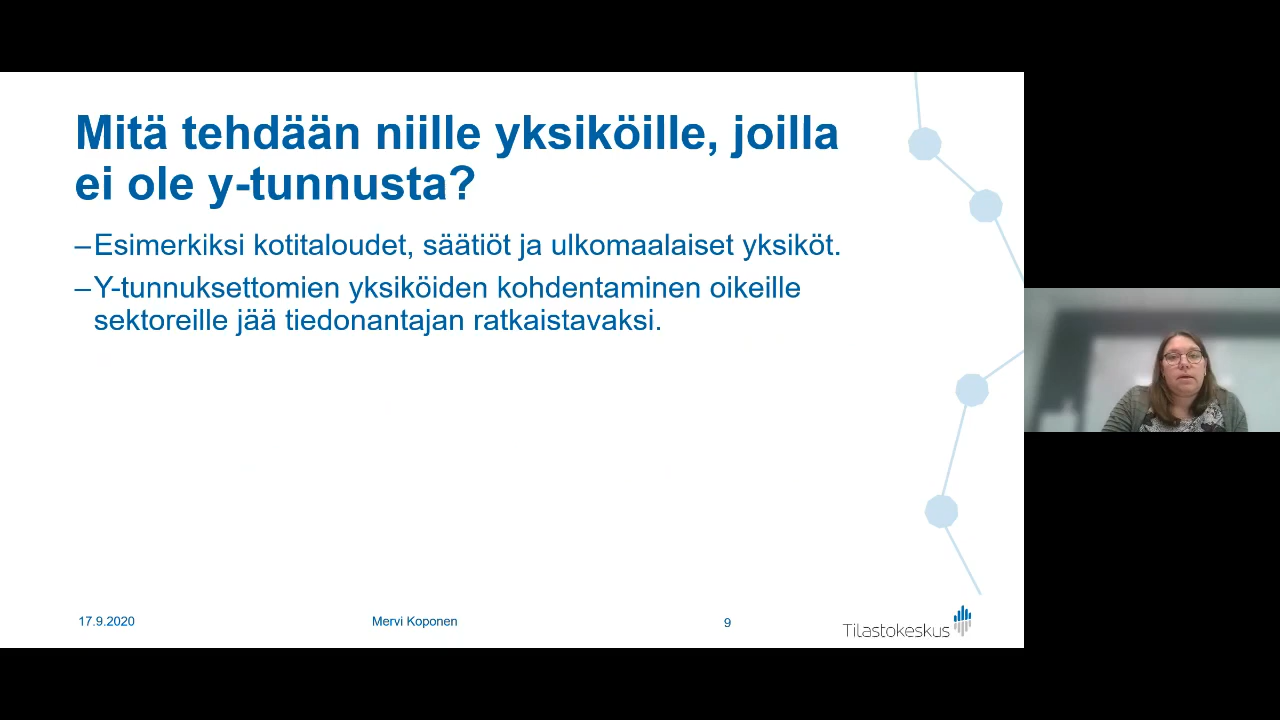 Mitä tehdään niille yksiköille, joilla
ei ole y-tunnusta?
–Esimerkiksi kotitaloudet, säätiöt ja ulkomaalaiset yksiköt.
–Y-tunnuksettomien yksiköiden kohdentaminen oikeille
sektoreille jää tiedonantajan ratkaistavaksi.
17.9.2020
Mervi Koponen
9
Tilastokeskus